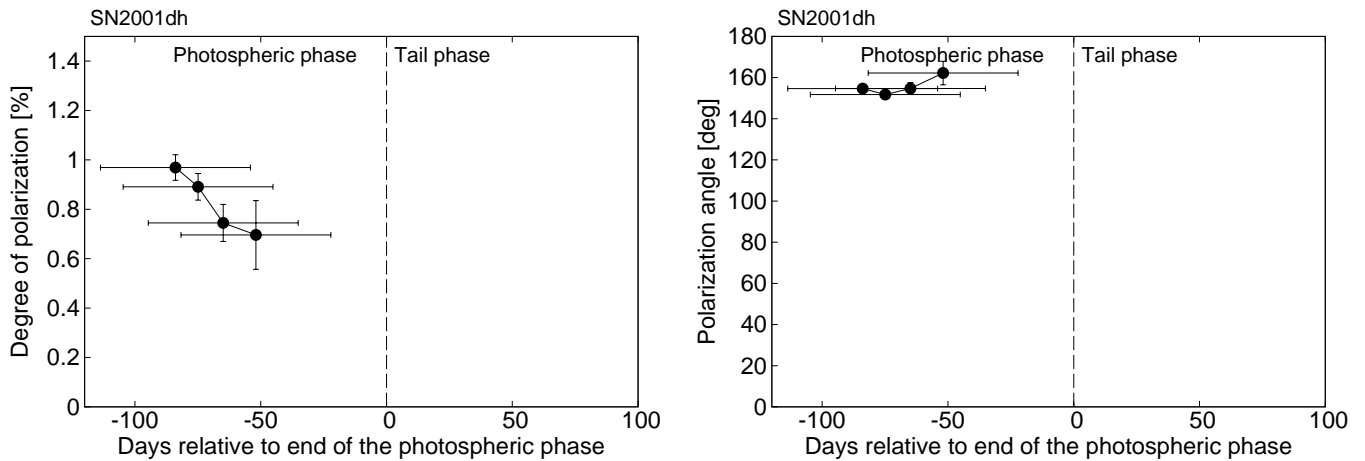 SN2001dh
Photospheric phase
Tail phase
Degree of polarization [%]
1.4
1.2
1
0.8
0.6
0.4
0.2
0
-100
-50
0
50
100
Days relative to end of the photospheric phase
SN2001dh
Photospheric phase
Tail phase
Polarization angle [deg]
180
160
140
120
100
80
60
40
20
0
-100
-50
0
50
100
Days relative to end of the photospheric phase